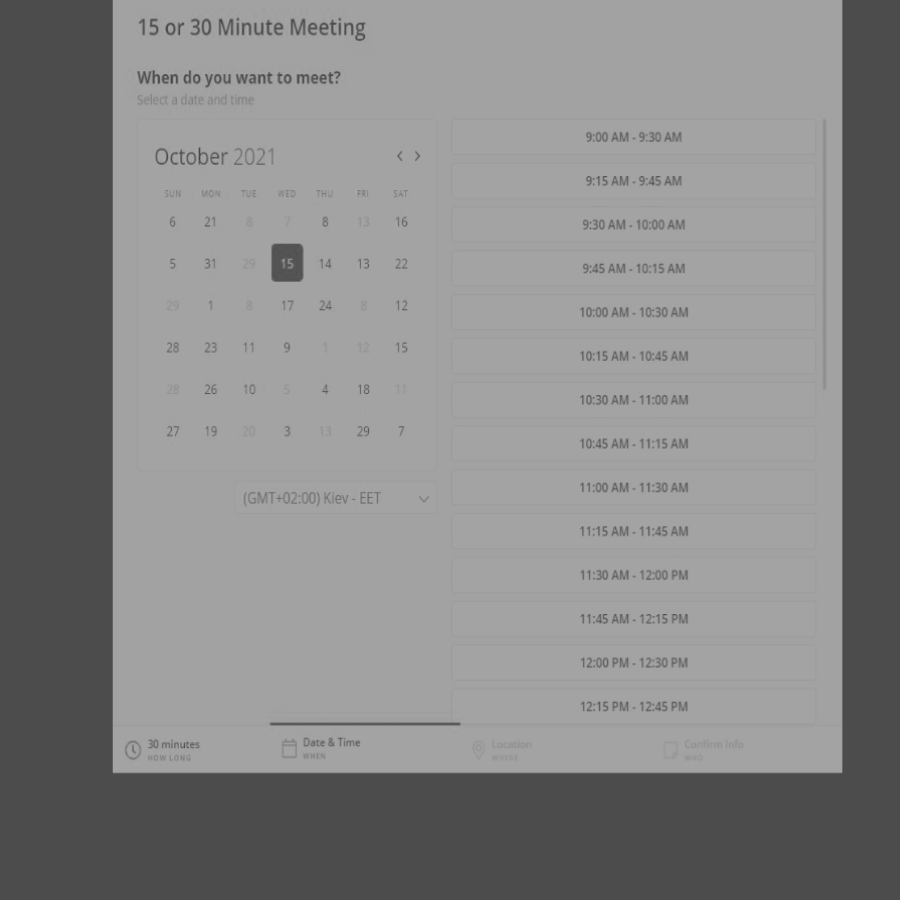 15 or 30 Minute Meeting
When do you want to meet?
Select a date and time
October 2021
SUN MON TUE WED THU FRI SAT
6 21 8 7 8 13 16
5 31 29 15 14 13 22
29 1 8 17 24 8 12
28 23 11 9 1 12 15
28 26 10 5 4 18 11
27 19 20 3 13 29 7
(GMT+02:00) Kiev - EET
9:00 AM - 9:30 AM
9:15 AM - 9:45 AM
9:30 AM - 10:00 AM
9:45 AM - 10:15 AM
10:00 AM - 10:30 AM
10:15 AM - 10:45 AM
10:30 AM - 11:00 AM
10:45 AM - 11:15 AM
11:00 AM - 11:30 AM
11:15 AM - 11:45 AM
11:30 AM - 12:00 PM
11:45 AM - 12:15 PM
12:00 PM - 12:30 PM
12:15 PM - 12:45 PM
30 minutes
HOW LONG
Date & Time
WHEN
Location
WHERE
Confirm Info
WHO